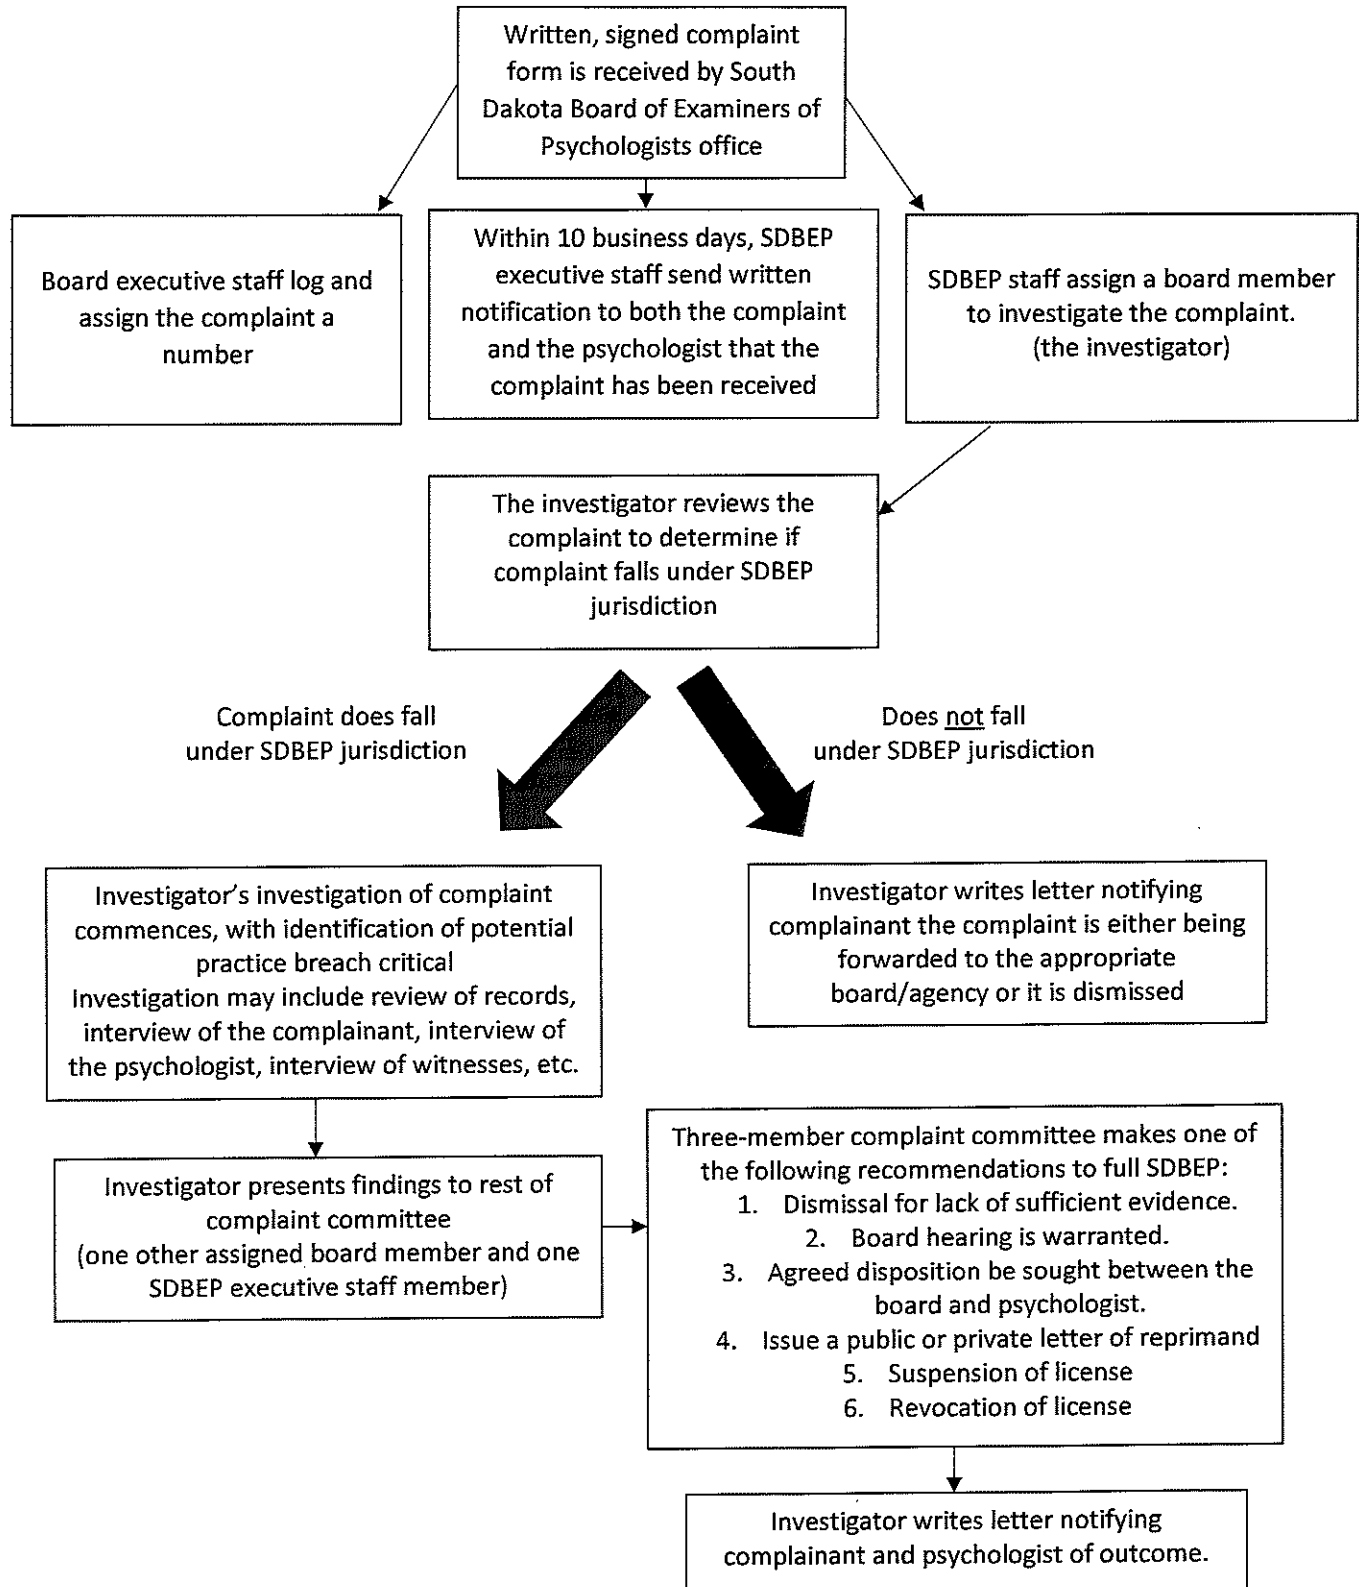 Written, signed complaint
form is received by South
Dakota Board of Examiners of
Psychologists office
Board executive staff log and
assign the complaint a
number
Within 10 business days, SDBEP
executive staff send written
notification to both the complaint
and the psychologist that the
complaint has been received
SDBEP staff assign a board member
to investigate the complaint.
(the investigator)
The investigator reviews the
complaint to determine if
complaint falls under SDBEP
jurisdiction
Complaint does fall
under SDBEP jurisdiction
Does not fall
under SDBEP jurisdiction
Investigator's investigation of complaint
commences, with identification of potential
practice breach critical
Investigation may include review of records,
interview of the complainant, interview of
the psychologist, interview of witnesses, etc.
Investigator writes letter notifying
complainant the complaint is either being
forwarded to the appropriate
board/agency or it is dismissed
Investigator presents findings to rest of
complaint committee
(one other assigned board member and one
SDBEP executive staff member)
Three-member complaint committee makes one of
the following recommendations to full SDBEP:
1. Dismissal for lack of sufficient evidence.
2. Board hearing is warranted.
3. Agreed disposition be sought between the
board and psychologist.
4. Issue a public or private letter of reprimand
5. Suspension of license
6. Revocation of license
Investigator writes letter notifying
complainant and psychologist of outcome.